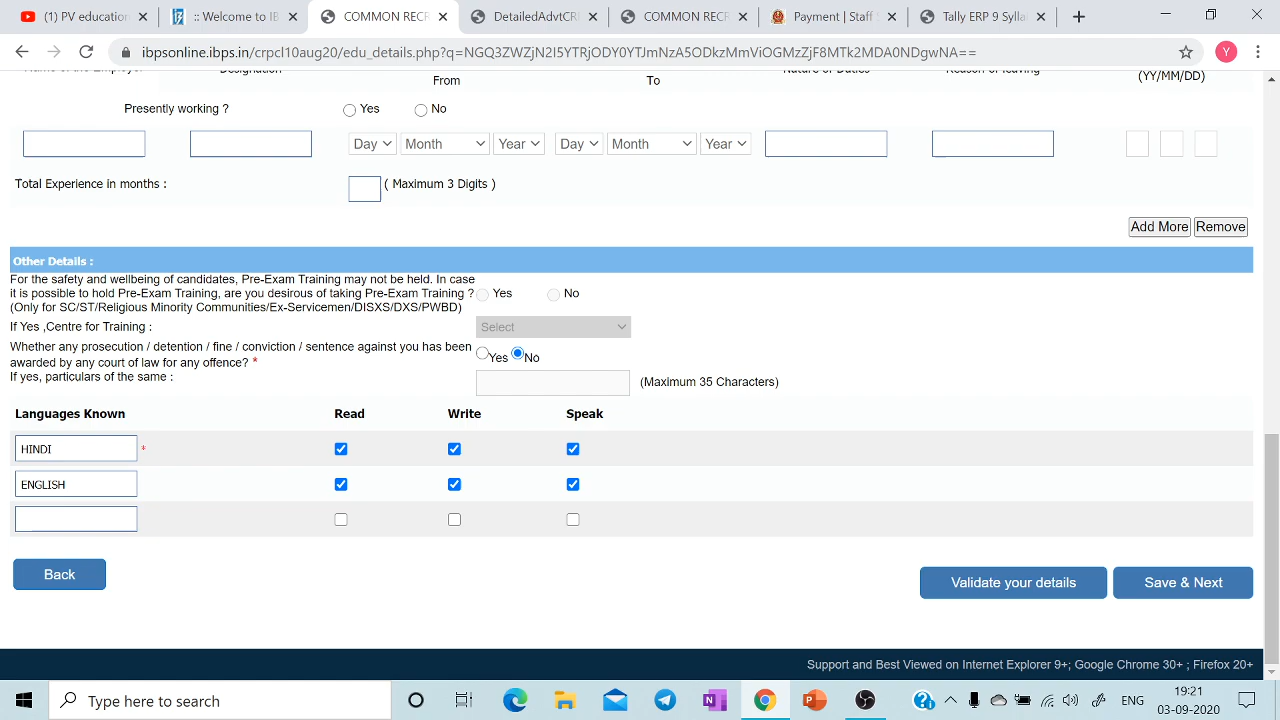 (1) PV education
:: Welcome to IB
COMMON RECR
DetailedAdvtCRP
COMMON REC
Payment | Staff S
Tally ERP 9 Sylla
ibpsonline.ibps.in/crpcl10aug20/edu_details.php?q=NGQ3ZWZjN2I5YTRjODY0YTJmNzA5ODkzMmViOGMzZjF8MTk2MDA0NDgwNA==
Y
From To (YY/MM/DD)
Presently working ? Yes No
Day Month Year Day Month Year
Total Experience in months : ( Maximum 3 Digits )
Add More Remove
Other Details :
For the safety and wellbeing of candidates, Pre-Exam Training may not be held. In case
it is possible to hold Pre-Exam Training, are you desirous of taking Pre-Exam Training ? Yes No
(Only for SC/ST/Religious Minority Communities/Ex-Servicemen/DISXS/DXS/PWBD)
If Yes ,Centre for Training : Select
Whether any prosecution / detention / fine / conviction / sentence against you has been
awarded by any court of law for any offence? * Yes No
If yes, particulars of the same : (Maximum 35 Characters)
Languages Known Read Write Speak
HINDI *
ENGLISH
Back Validate your details Save & Next
Support and Best Viewed on Internet Explorer 9+; Google Chrome 30+ ; Firefox 20+
Type here to search
ENG
19:21
03-09-2020